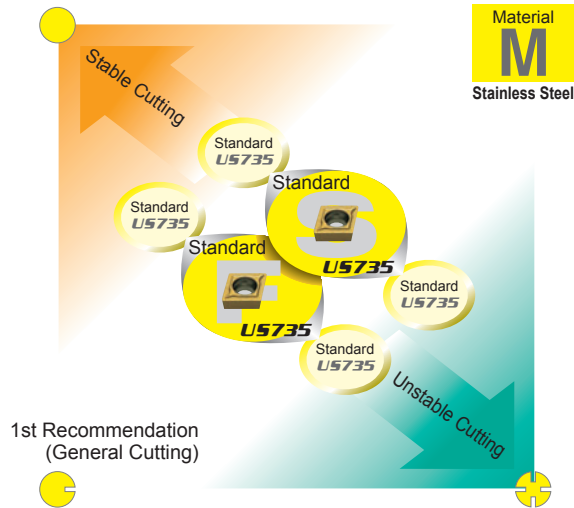 Material
M
Stainless Steel
Stable Cutting
Standard
US735
Standard
S
US735
Standard
US735
Standard
F
US735
Standard
US735
Standard
US735
Unstable Cutting
1st Recommendation
(General Cutting)